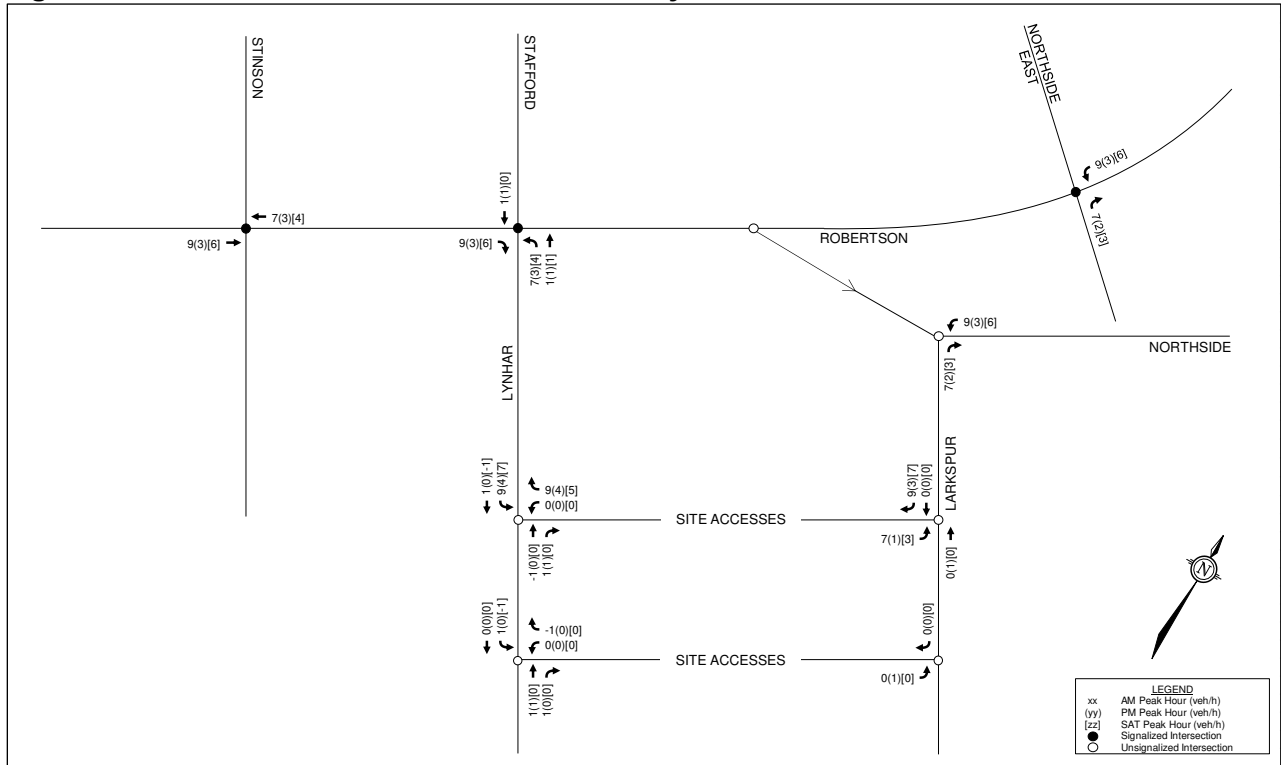 STINSON
STAFFORD
NORTHSIDE
EAST
9(3)[6]
7(2)[3]
1(1)[0]
7(3)[4]
9(3)[6]
9(3)[6]
7(3)[4]
1(1)[1]
ROBERTSON
9(3)[6]
NORTHSIDE
7(2)[3]
LYNHAR
LARKSPUR
1(0)[-1]
9(4)[7]
9(4)[5]
0(0)[0]
SITE ACCESSES
9(3)[7]
0(0)[0]
7(1)[3]
0(1)[0]
-1(0)[0]
1(1)[0]
N
0(0)[0]
1(0)[-1]
-1(0)[0]
0(0)[0]
SITE ACCESSES
0(0)[0]
0(1)[0]
1(1)[0]
1(0)[0]
LEGEND
xx AM Peak Hour (veh/h)
(yy) PM Peak Hour (veh/h)
[zz] SAT Peak Hour (veh/h)
Signalized Intersection
Unsignalized Intersection